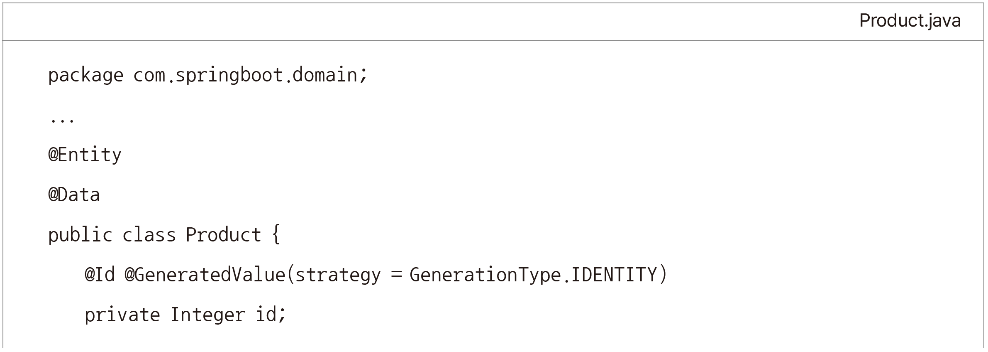 Product.java
package com.springboot.domain;
...
@Entity
@Data
public class Product {
@Id @GeneratedValue(strategy = GenerationType.IDENTITY)
private Integer id;